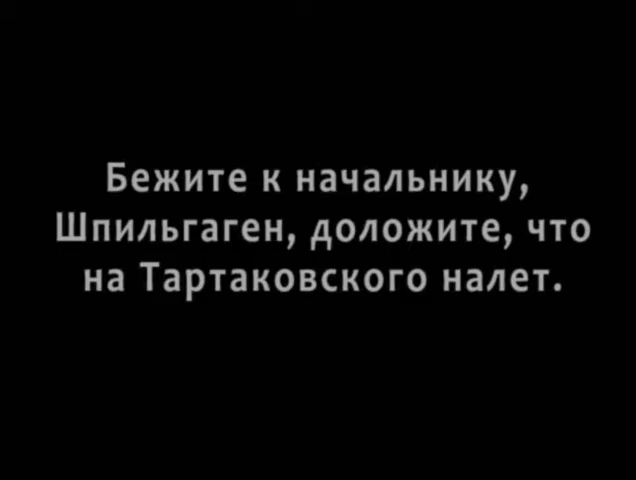 Бежите к начальнику,
Шпильгаген, доложите, что
на Тартаковского налет.